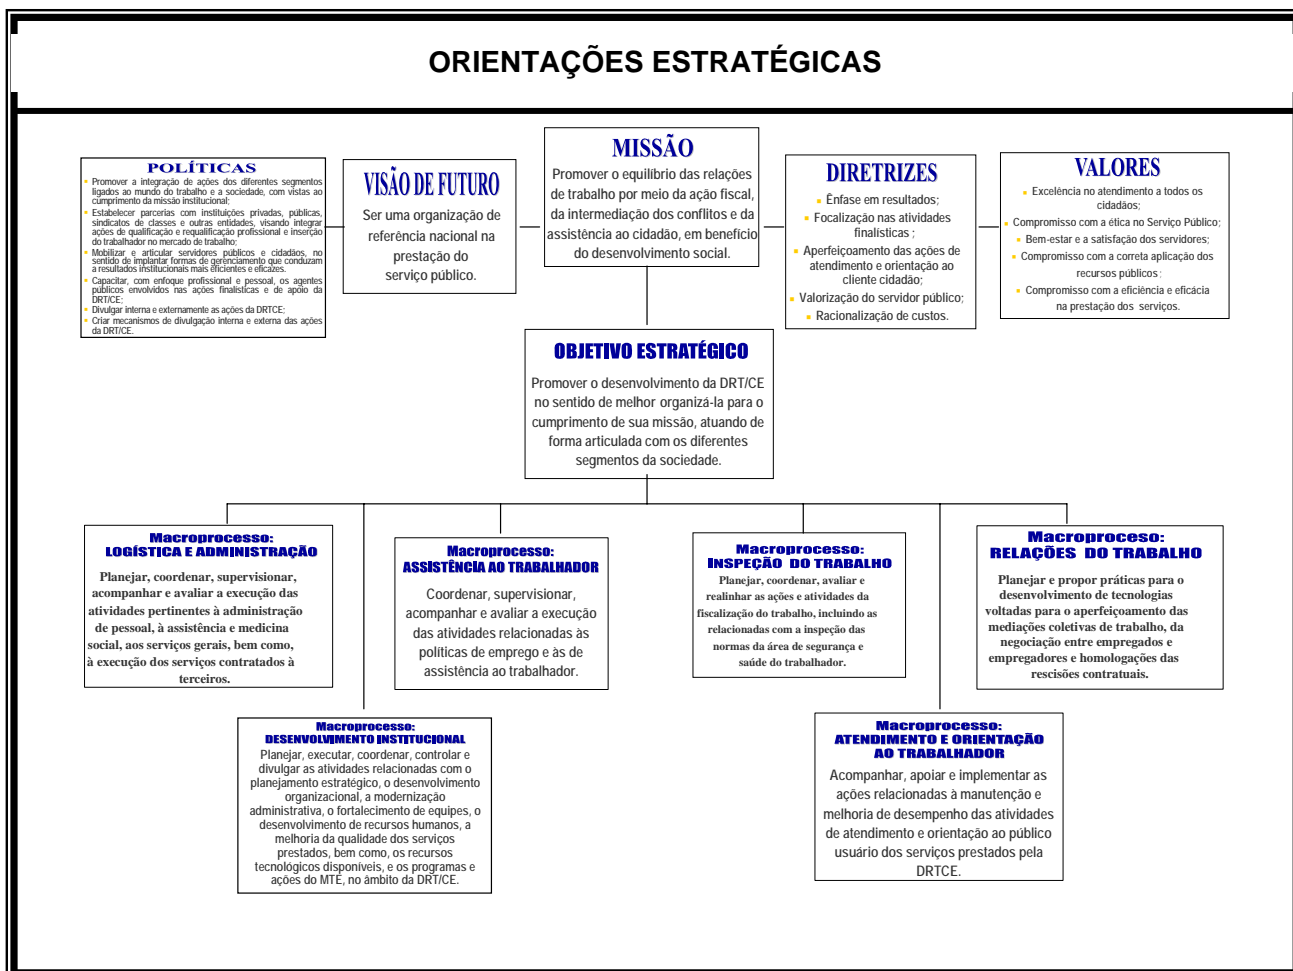 ORIENTAÇÕES ESTRATÉGICAS
POLÍTICAS
Promover a integração de ações dos diferentes segmentos
ligados ao mundo do trabalho e a sociedade, com vistas ao
cumprimento da missão institucional;
Estabelecer parcerias com instituições privadas, públicas,
sindicatos de classes e outras entidades, visando integrar
ações de qualificação e requalificação profissional e inserção
do trabalhador no mercado de trabalho;
Mobilizar e articular servidores públicos e cidadãos, no
sentido de implantar formas de gerenciamento que conduzam
a resultados institucionais mais eficientes e eficazes.
Capacitar, com enfoque profissional e pessoal, os agentes
públicos envolvidos nas ações finalísticas e de apoio da
DRT/CE;
Divulgar interna e externamente as ações da DRTCE;
Criar mecanismos de divulgação interna e externa das ações
da DRT/CE.
VISÃO DE FUTURO
Ser uma organização de
referência nacional na
prestação do
serviço público.
MISSÃO
Promover o equilíbrio das relações
de trabalho por meio da ação fiscal,
da intermediação dos conflitos e da
assistência ao cidadão, em benefício
do desenvolvimento social.
DIRETRIZES
Ênfase em resultados;
Focalização nas atividades
finalísticas ;
Aperfeiçoamento das ações de
atendimento e orientação ao
cliente cidadão;
Valorização do servidor público;
Racionalização de custos.
VALORES
Excelência no atendimento a todos os
cidadãos;
Compromisso com a ética no Serviço Público;
Bem-estar e a satisfação dos servidores;
Compromisso com a correta aplicação dos
recursos públicos ;
Compromisso com a eficiência e eficácia
na prestação dos serviços.
OBJETIVO ESTRATÉGICO
Promover o desenvolvimento da DRT/CE
no sentido de melhor organizá-la para o
cumprimento de sua missão, atuando de
forma articulada com os diferentes
segmentos da sociedade.
Macroprocesso:
LOGÍSTICA E ADMINISTRAÇÃO
Planejar, coordenar, supervisionar,
acompanhar e avaliar a execução das
atividades pertinentes à administração
de pessoal, à assistência e medicina
social, aos serviços gerais, bem como,
à execução dos serviços contratados à
terceiros.
Macroprocesso:
ASSISTÊNCIA AO TRABALHADOR
Coordenar, supervisionar,
acompanhar e avaliar a execução
das atividades relacionadas às
políticas de emprego e às de
assistência ao trabalhador.
Macroprocesso:
INSPEÇÃO DO TRABALHO
Planejar, coordenar, avaliar e
realinhar as ações e atividades da
fiscalização do trabalho, incluindo as
relacionadas com a inspeção das
normas da área de segurança e
saúde do trabalhador.
Macroproceso:
RELAÇÕES DO TRABALHO
Planejar e propor práticas para o
desenvolvimento de tecnologias
voltadas para o aperfeiçoamento das
mediações coletivas de trabalho, da
negociação entre empregados e
empregadores e homologações das
rescisões contratuais.
Macroprocesso:
DESENVOLVIMENTO INSTITUCIONAL
Planejar, executar, coordenar, controlar e
divulgar as atividades relacionadas com o
planejamento estratégico, o desenvolvimento
organizacional, a modernização
administrativa, o fortalecimento de equipes, o
desenvolvimento de recursos humanos, a
melhoria da qualidade dos serviços
prestados, bem como, os recursos
tecnológicos disponíveis, e os programas e
ações do MTE, no âmbito da DRT/CE.
Macroprocesso:
ATENDIMENTO E ORIENTAÇÃO
AO TRABALHADOR
Acompanhar, apoiar e implementar as
ações relacionadas à manutenção e
melhoria de desempenho das atividades
de atendimento e orientação ao público
usuário dos serviços prestados pela
DRTCE.